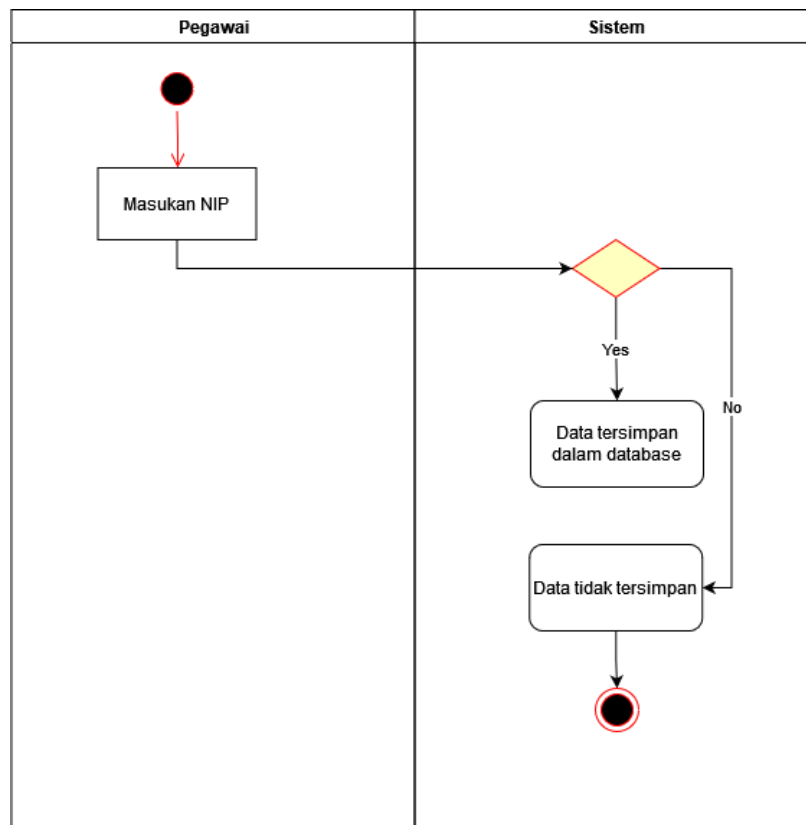 Pegawai
Sistem
Masukan NIP
Yes
No
Data tersimpan
dalam database
Data tidak tersimpan